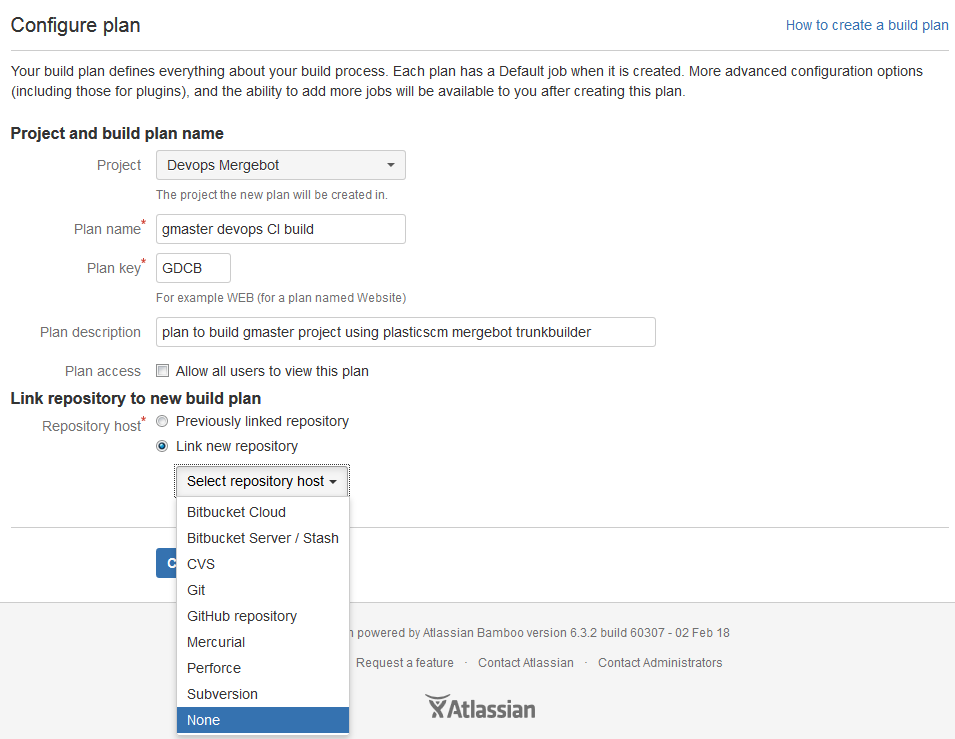 Configure plan
How to create a build plan
Your build plan defines everything about your build process. Each plan has a Default job when it is created. More advanced configuration options
(including those for plugins), and the ability to add more jobs will be available to you after creating this plan.
Project and build plan name
Project
Devops Mergebot
The project the new plan will be created in.
Plan name*
gmaster devops CI build
Plan key*
GDCB
For example WEB (for a plan named Website)
Plan description
plan to build gmaster project using plasticscm mergebot trunkbuilder
Plan access
Allow all users to view this plan
Link repository to new build plan
Repository host*
Previously linked repository
Link new repository
Select repository host
Bitbucket Cloud
Bitbucket Server / Stash
CVS
Git
GitHub repository
Mercurial
Perforce
Subversion
None
powered by Atlassian Bamboo version 6.3.2 build 60307 - 02 Feb 18
Request a feature · Contact Atlassian · Contact Administrators
Atlassian